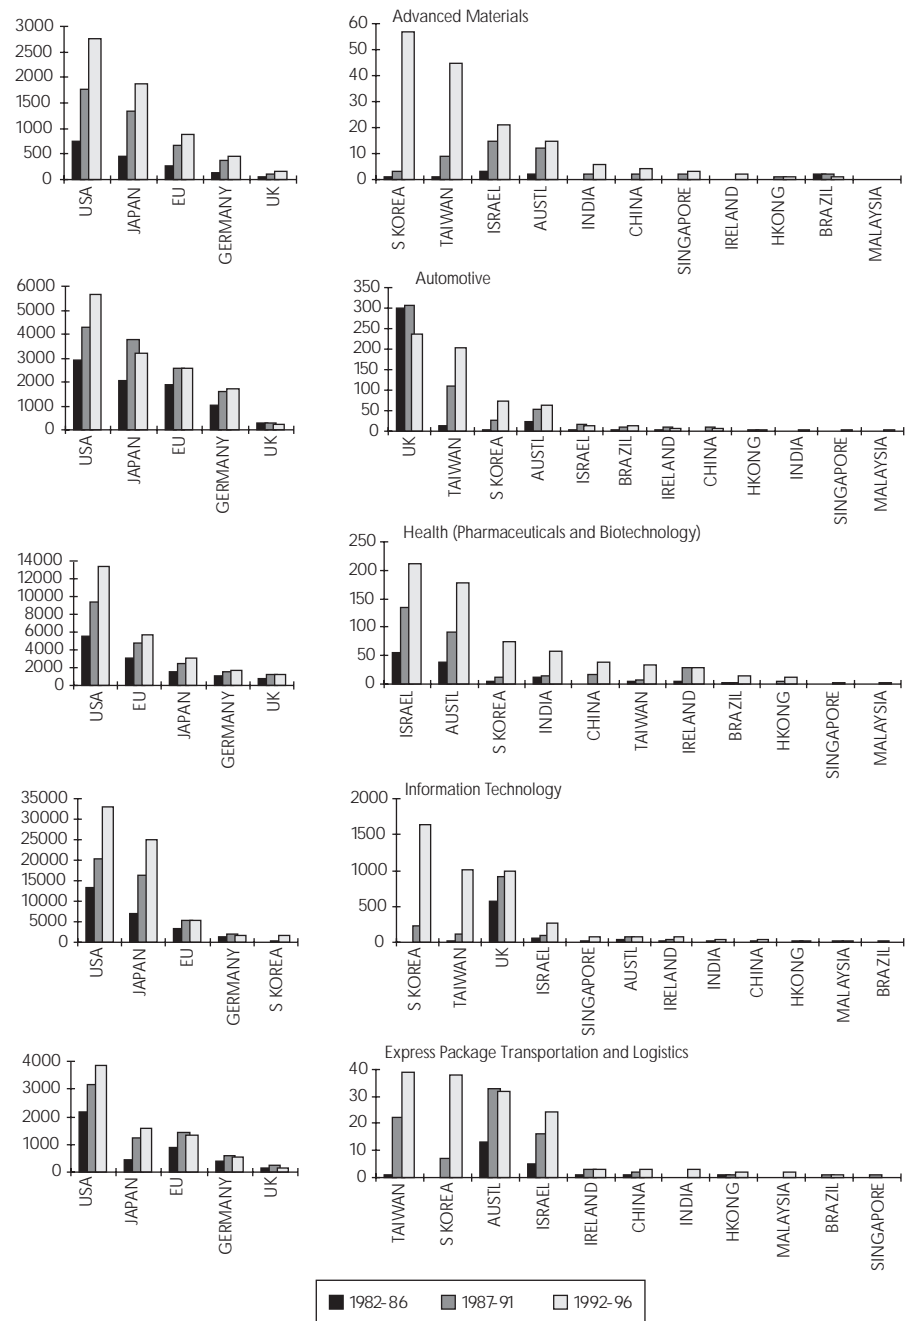 Advanced Materials
3000
2500
2000
1500
1000
500
0
USA
JAPAN
EU
GERMANY
UK
60
50
40
30
20
10
0
S KOREA
TAIWAN
ISRAEL
AUSTL
INDIA
CHINA
SINGAPORE
IRELAND
HKONG
BRAZIL
MALAYSIA
Automotive
6000
5000
4000
3000
2000
1000
0
USA
JAPAN
EU
GERMANY
UK
350
300
250
200
150
100
50
0
UK
TAIWAN
S KOREA
AUSTL
ISRAEL
BRAZIL
IRELAND
CHINA
HKONG
INDIA
SINGAPORE
MALAYSIA
Health (Pharmaceuticals and Biotechnology)
14000
12000
10000
8000
6000
4000
2000
0
USA
EU
JAPAN
GERMANY
UK
250
200
150
100
50
0
ISRAEL
AUSTL
S KOREA
INDIA
CHINA
TAIWAN
IRELAND
BRAZIL
HKONG
SINGAPORE
MALAYSIA
Information Technology
35000
30000
25000
20000
15000
10000
5000
0
USA
JAPAN
EU
GERMANY
S KOREA
2000
1500
1000
500
0
S KOREA
TAIWAN
UK
ISRAEL
SINGAPORE
AUSTL
IRELAND
INDIA
CHINA
HKONG
MALAYSIA
BRAZIL
Express Package Transportation and Logistics
4000
3000
2000
1000
0
USA
JAPAN
EU
GERMANY
UK
40
30
20
10
0
TAIWAN
S KOREA
AUSTL
ISRAEL
IRELAND
CHINA
INDIA
HKONG
MALAYSIA
BRAZIL
SINGAPORE
1982-86 1987-91 1992-96